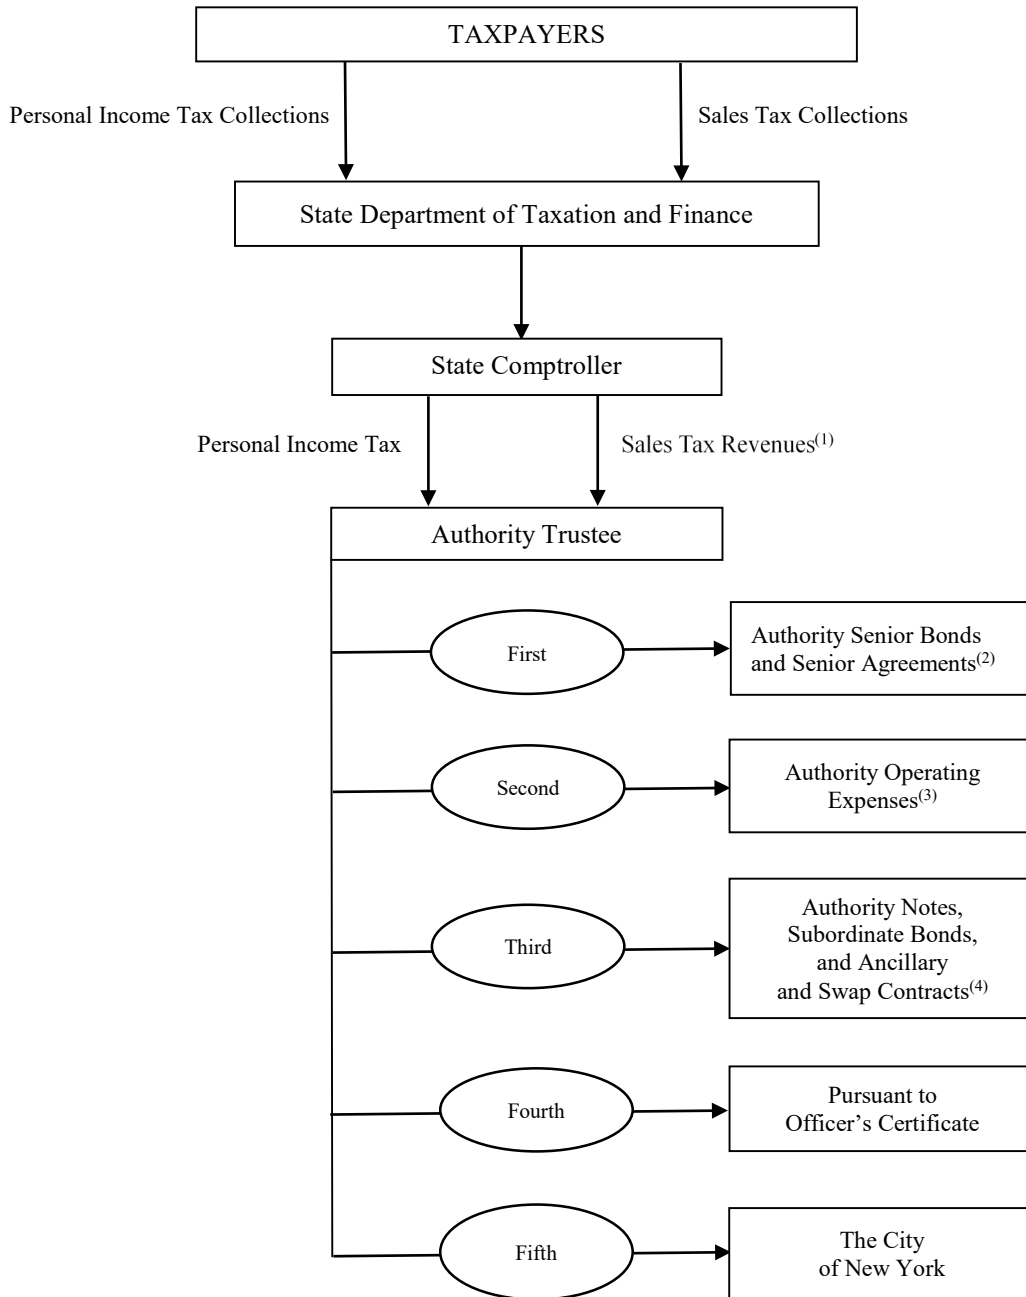 TAXPAYERS
Personal Income Tax Collections
Sales Tax Collections
State Department of Taxation and Finance
State Comptroller
Personal Income Tax
Sales Tax Revenues(1)
Authority Trustee
First
Authority Senior Bonds
and Senior Agreements(2)
Second
Authority Operating
Expenses(3)
Third
Authority Notes,
Subordinate Bonds,
and Ancillary
and Swap Contracts(4)
Fourth
Pursuant to
Officer’s Certificate
Fifth
The City
of New York